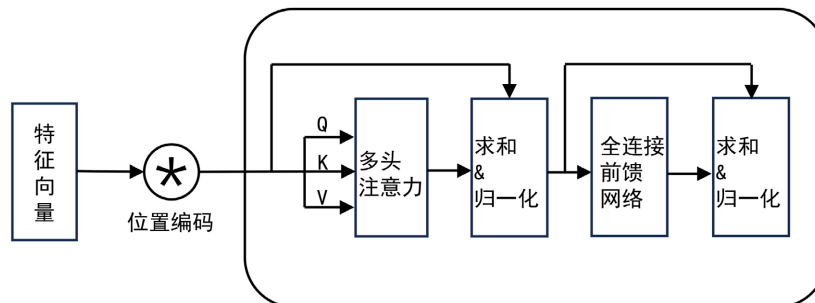 特
征
向
量
*
位置编码
Q
K
V
多头
注意力
求和
&
归一化
全连接
前馈
网络
求和
&
归一化